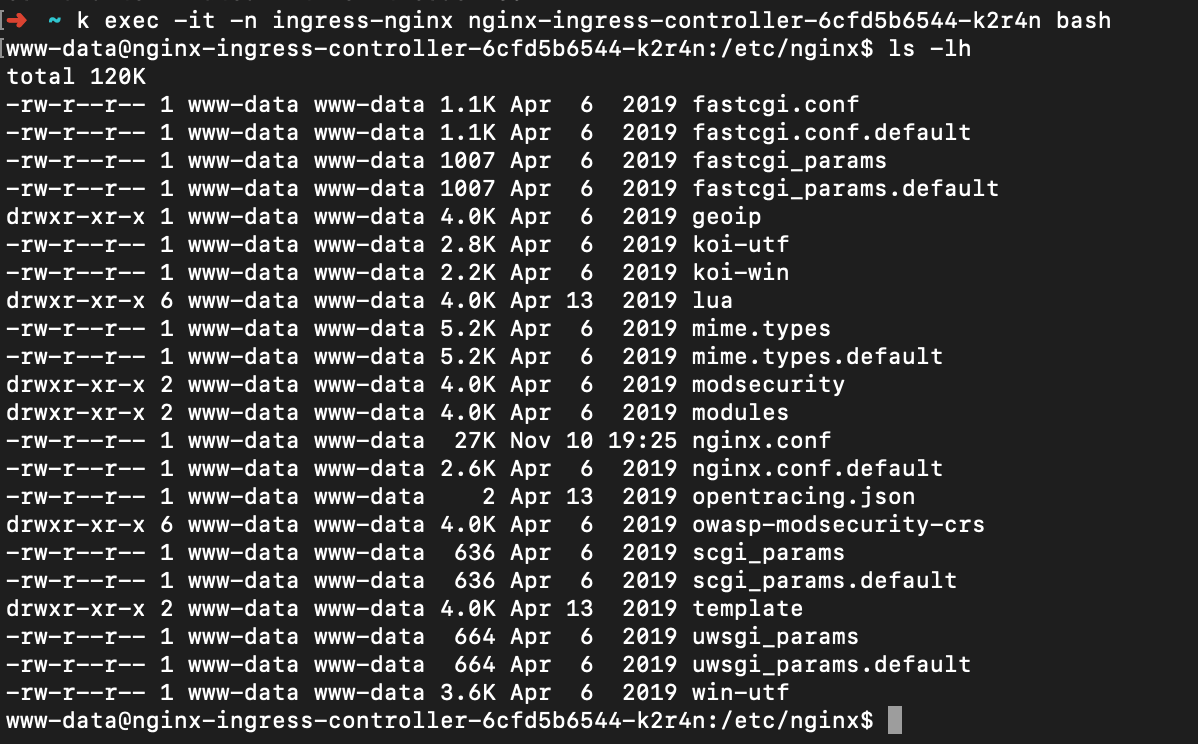 ➜ ~ k exec -it -n ingress-nginx nginx-ingress-controller-6cfd5b6544-k2r4n bash
www-data@nginx-ingress-controller-6cfd5b6544-k2r4n:/etc/nginx$ ls -lh
total 120K
-rw-r--r-- 1 www-data www-data 1.1K Apr  6  2019 fastcgi.conf
-rw-r--r-- 1 www-data www-data 1.1K Apr  6  2019 fastcgi.conf.default
-rw-r--r-- 1 www-data www-data 1007 Apr  6  2019 fastcgi_params
-rw-r--r-- 1 www-data www-data 1007 Apr  6  2019 fastcgi_params.default
drwxr-xr-x 1 www-data www-data 4.0K Apr  6  2019 geoip
-rw-r--r-- 1 www-data www-data 2.8K Apr  6  2019 koi-utf
-rw-r--r-- 1 www-data www-data 2.2K Apr  6  2019 koi-win
drwxr-xr-x 6 www-data www-data 4.0K Apr 13  2019 lua
-rw-r--r-- 1 www-data www-data 5.2K Apr  6  2019 mime.types
-rw-r--r-- 1 www-data www-data 5.2K Apr  6  2019 mime.types.default
drwxr-xr-x 2 www-data www-data 4.0K Apr  6  2019 modsecurity
drwxr-xr-x 2 www-data www-data 4.0K Apr  6  2019 modules
-rw-r--r-- 1 www-data www-data  27K Nov 10 19:25 nginx.conf
-rw-r--r-- 1 www-data www-data 2.6K Apr  6  2019 nginx.conf.default
-rw-r--r-- 1 www-data www-data    2 Apr 13  2019 opentracing.json
drwxr-xr-x 6 www-data www-data 4.0K Apr  6  2019 owasp-modsecurity-crs
-rw-r--r-- 1 www-data www-data  636 Apr  6  2019 scgi_params
-rw-r--r-- 1 www-data www-data  636 Apr  6  2019 scgi_params.default
drwxr-xr-x 2 www-data www-data 4.0K Apr 13  2019 template
-rw-r--r-- 1 www-data www-data  664 Apr  6  2019 uwsgi_params
-rw-r--r-- 1 www-data www-data  664 Apr  6  2019 uwsgi_params.default
-rw-r--r-- 1 www-data www-data 3.6K Apr  6  2019 win-utf
www-data@nginx-ingress-controller-6cfd5b6544-k2r4n:/etc/nginx$